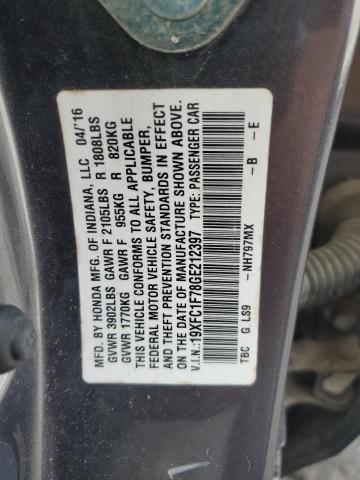 MFD. BY HONDA MFG. OF INDIANA, LLC 04/'16
GVWR 3902LBS GAWR F 2105LBS R 1808LBS
GVWR 1770KG GAWR F 955KG R 820KG
THIS VEHICLE CONFORMS TO ALL APPLICABLE
FEDERAL MOTOR VEHICLE SAFETY, BUMPER,
AND THEFT PREVENTION STANDARDS IN EFFECT
ON THE DATE OF MANUFACTURE SHOWN ABOVE.
V.I.N.:19XFC1F78GE212397 TYPE: PASSENGER CAR
TBC G LS9 -NH797MX -B -E